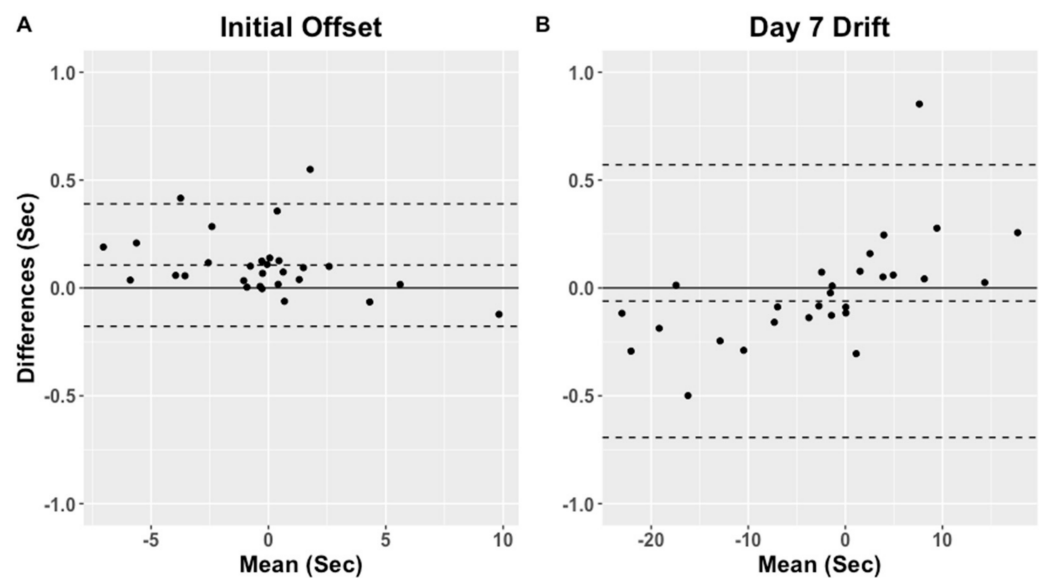 A Initial Offset
B Day 7 Drift
Differences (Sec)
1.0
0.5
0.0
-0.5
-1.0
-5 0 5 10
Mean (Sec)
1.0
0.5
0.0
-0.5
-1.0
-20 -10 0 10
Mean (Sec)